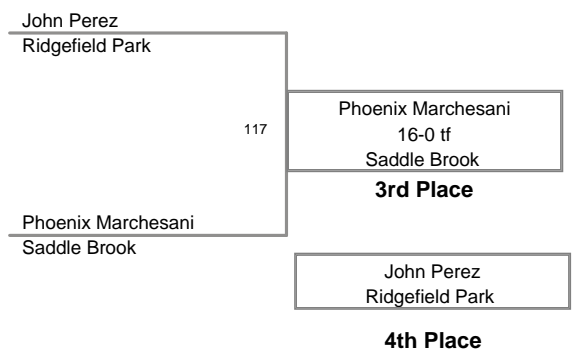 John Perez
Ridgefield Park
117
Phoenix Marchesani
16-0 tf
Saddle Brook
3rd Place
Phoenix Marchesani
Saddle Brook
John Perez
Ridgefield Park
4th Place